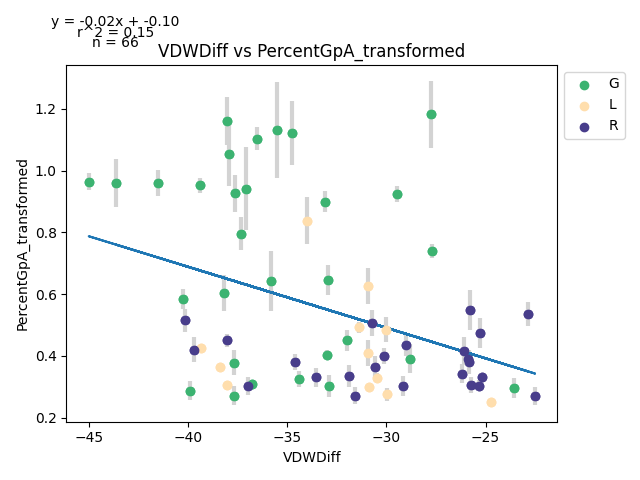 y = -0.02x + -0.10
r^2 = 0.15
n = 66
VDWDiff vs PercentGpA_transformed
G
L
R
PercentGpA_transformed
1.2
1.0
0.8
0.6
0.4
0.2
−45
−40
−35
−30
−25
VDWDiff